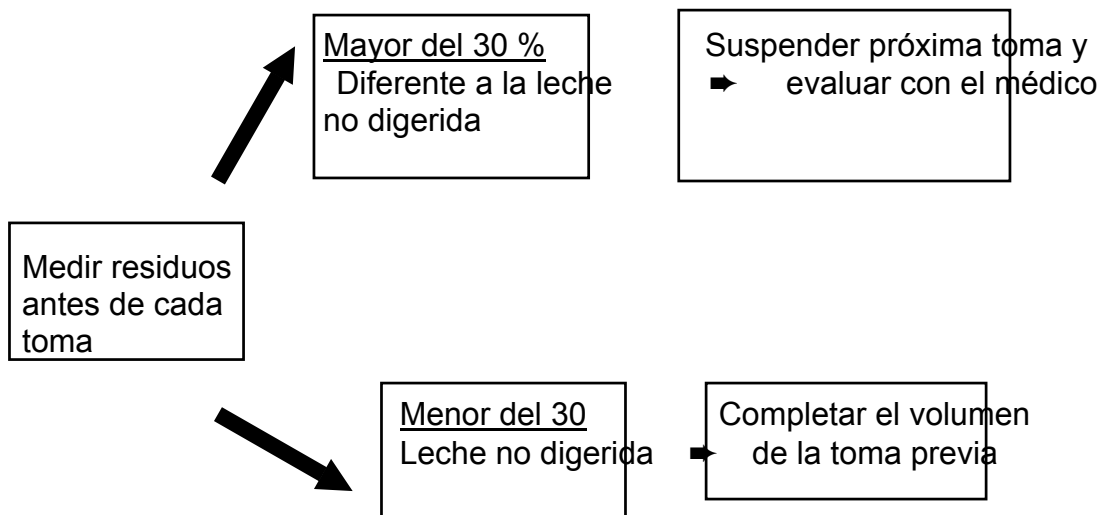 Mayor del 30 %
Diferente a la leche
no digerida
Suspender próxima toma y
➨ evaluar con el médico
Medir residuos
antes de cada
toma
Menor del 30
Leche no digerida
Completar el volumen
➨ de la toma previa